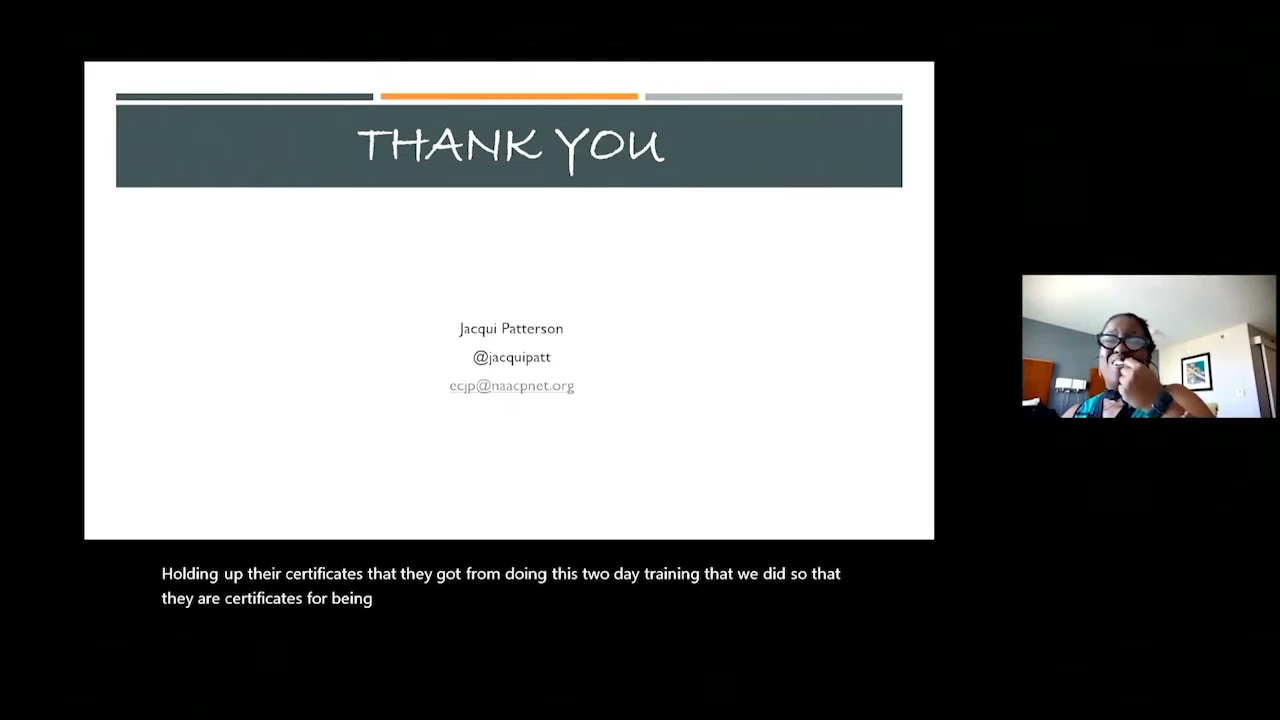 THANK YOU
Jacqui Patterson
@jacquipatt
ecjp@naacpnet.org
Holding up their certificates that they got from doing this two day training that we did so that
they are certificates for being